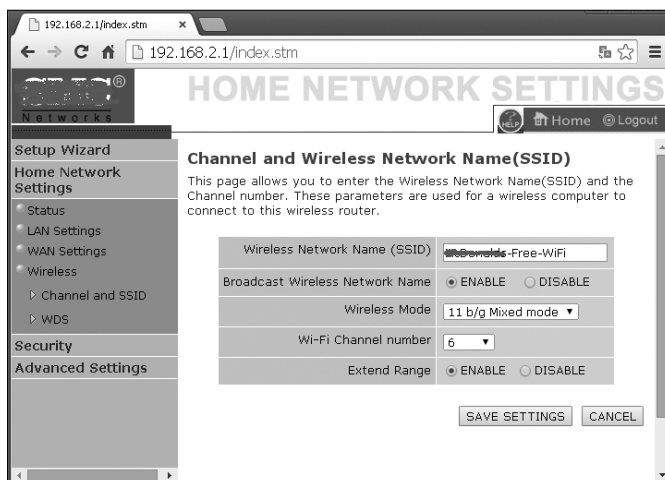 192.168.2.1/index.stm
192.168.2.1/index.stm
®
Networks
HOME NETWORK SETTINGS
HELP
Home
Logout
Setup Wizard
Home Network
Settings
Status
LAN Settings
WAN Settings
Wireless
Channel and SSID
WDS
Security
Advanced Settings
Channel and Wireless Network Name(SSID)
This page allows you to enter the Wireless Network Name(SSID) and the
Channel number. These parameters are used for a wireless computer to
connect to this wireless router.
Wireless Network Name (SSID) -Free-WiFi
Broadcast Wireless Network Name ENABLE DISABLE
Wireless Mode 11 b/g Mixed mode
Wi-Fi Channel number 6
Extend Range ENABLE DISABLE
SAVE SETTINGS CANCEL